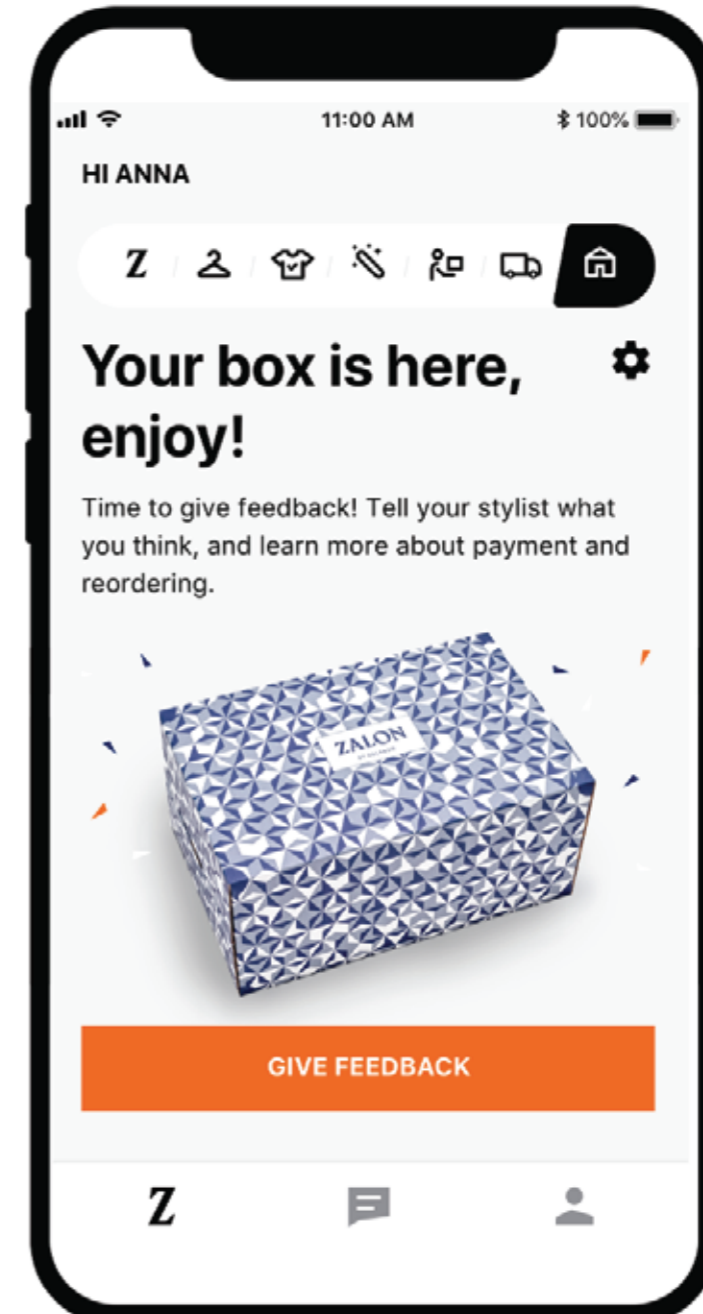 11:00 AM
100%
HI ANNA
Z
Your box is here,
enjoy!
Time to give feedback! Tell your stylist what
you think, and learn more about payment and
reordering.
ZALON
GIVE FEEDBACK
Z